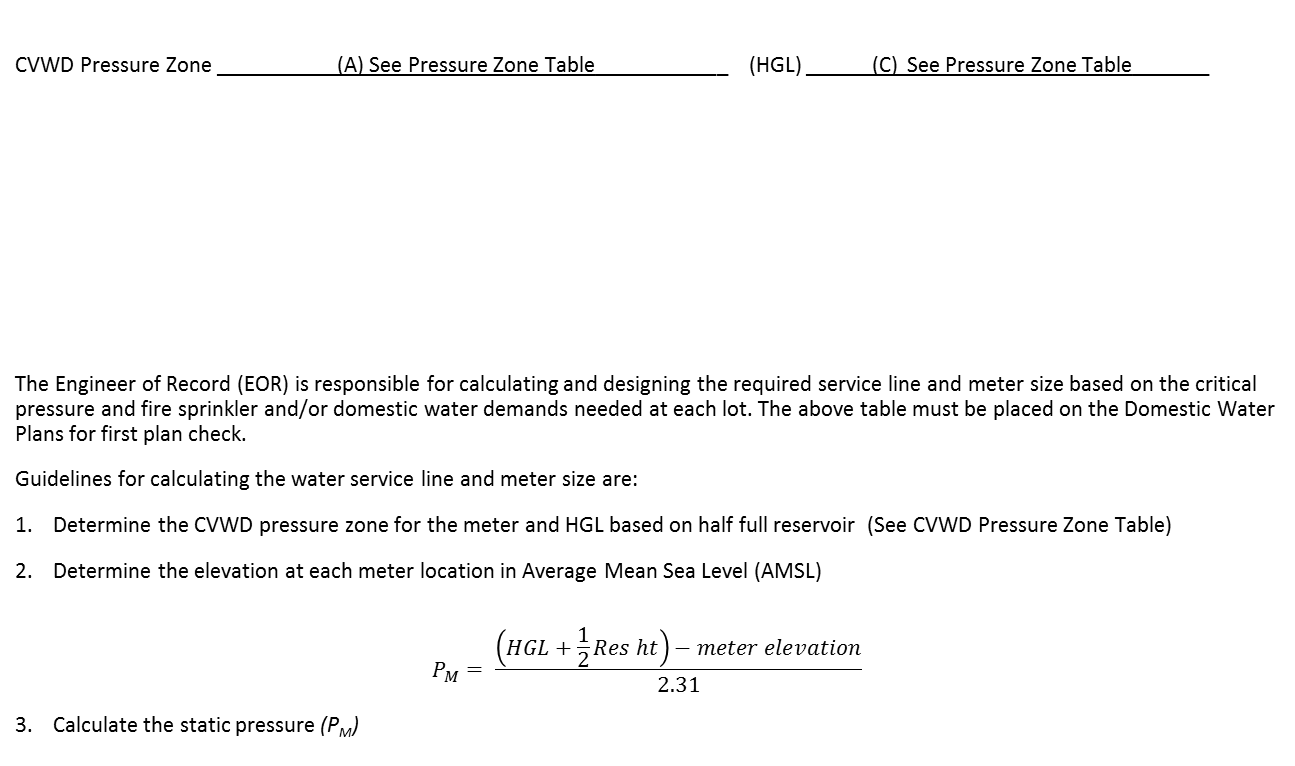 CVWD Pressure Zone ____________(A) See Pressure Zone Table______________ (HGL)_______(C) See Pressure Zone Table________
The Engineer of Record (EOR) is responsible for calculating and designing the required service line and meter size based on the critical
pressure and fire sprinkler and/or domestic water demands needed at each lot. The above table must be placed on the Domestic Water
Plans for first plan check.
Guidelines for calculating the water service line and meter size are:
1. Determine the CVWD pressure zone for the meter and HGL based on half full reservoir (See CVWD Pressure Zone Table)
2. Determine the elevation at each meter location in Average Mean Sea Level (AMSL)
P_M = ((HGL + 1/2 Res ht) − meter elevation) / 2.31
3. Calculate the static pressure (P_M)